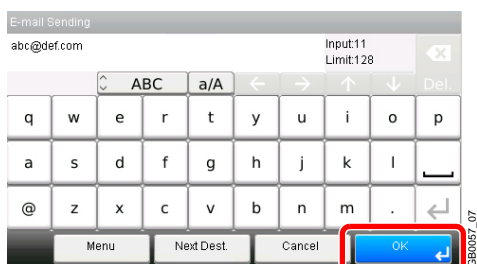 E-mail Sending
abc@def.com
Input:11
Limit:128
ABC a/A Del.
q w e r t y u i o p
a s d f g h j k l
@ z x c v b n m .
Menu Next Dest. Cancel OK
GB0057_07